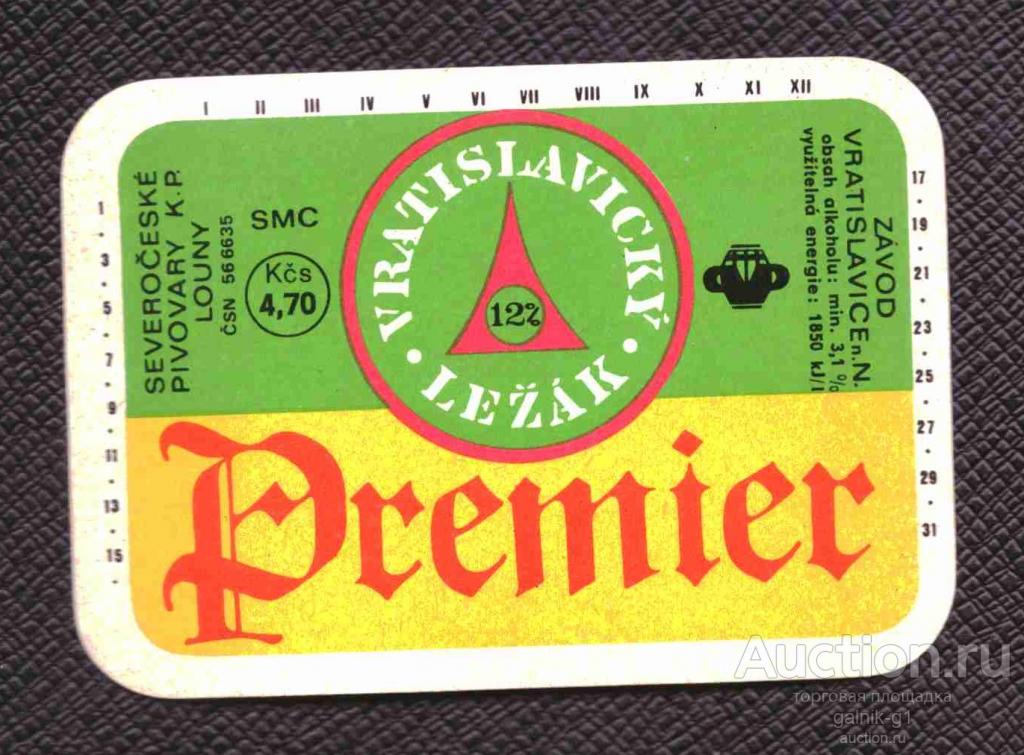 I II III IV V VI VII VIII IX X XI XII
1
·
3
·
5
·
7
·
9
·
11
·
13
·
15
·
SEVEROČESKÉ
PIVOVARY K.P.
LOUNY
ČSN 566635
SMC
Kčs
4,70
VRATISLAVICKÝ
12%
• LEŽÁK •
ZÁVOD
VRATISLAVICE n. N.
obsah alkoholu: min. 3,1 %
využitelná energie: 1850 kJ/l
17
·
19
·
21
·
23
·
25
·
27
·
29
·
31
Premier
Auction.ru
торговая площадка
galnik-g1
auction.ru